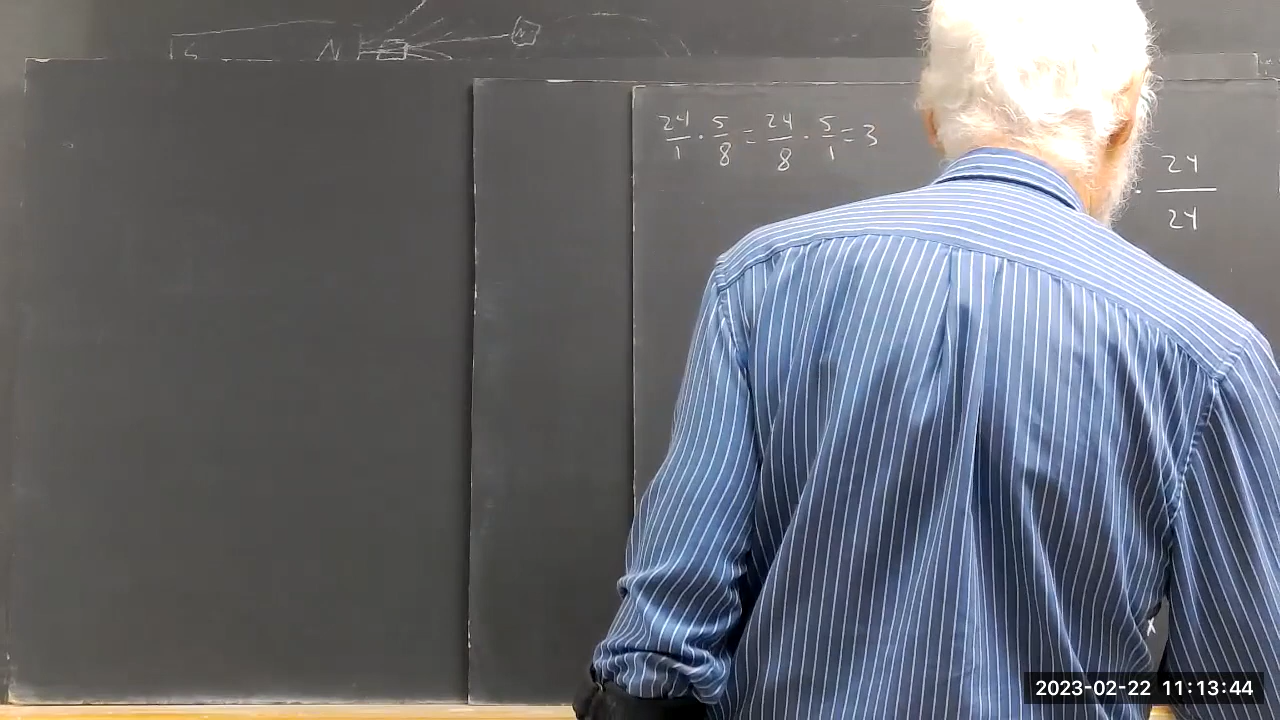 S N N
24/1 · 5/8 = 24/8 · 5/1 = 3
· 24/24
x
2023-02-22 11:13:44